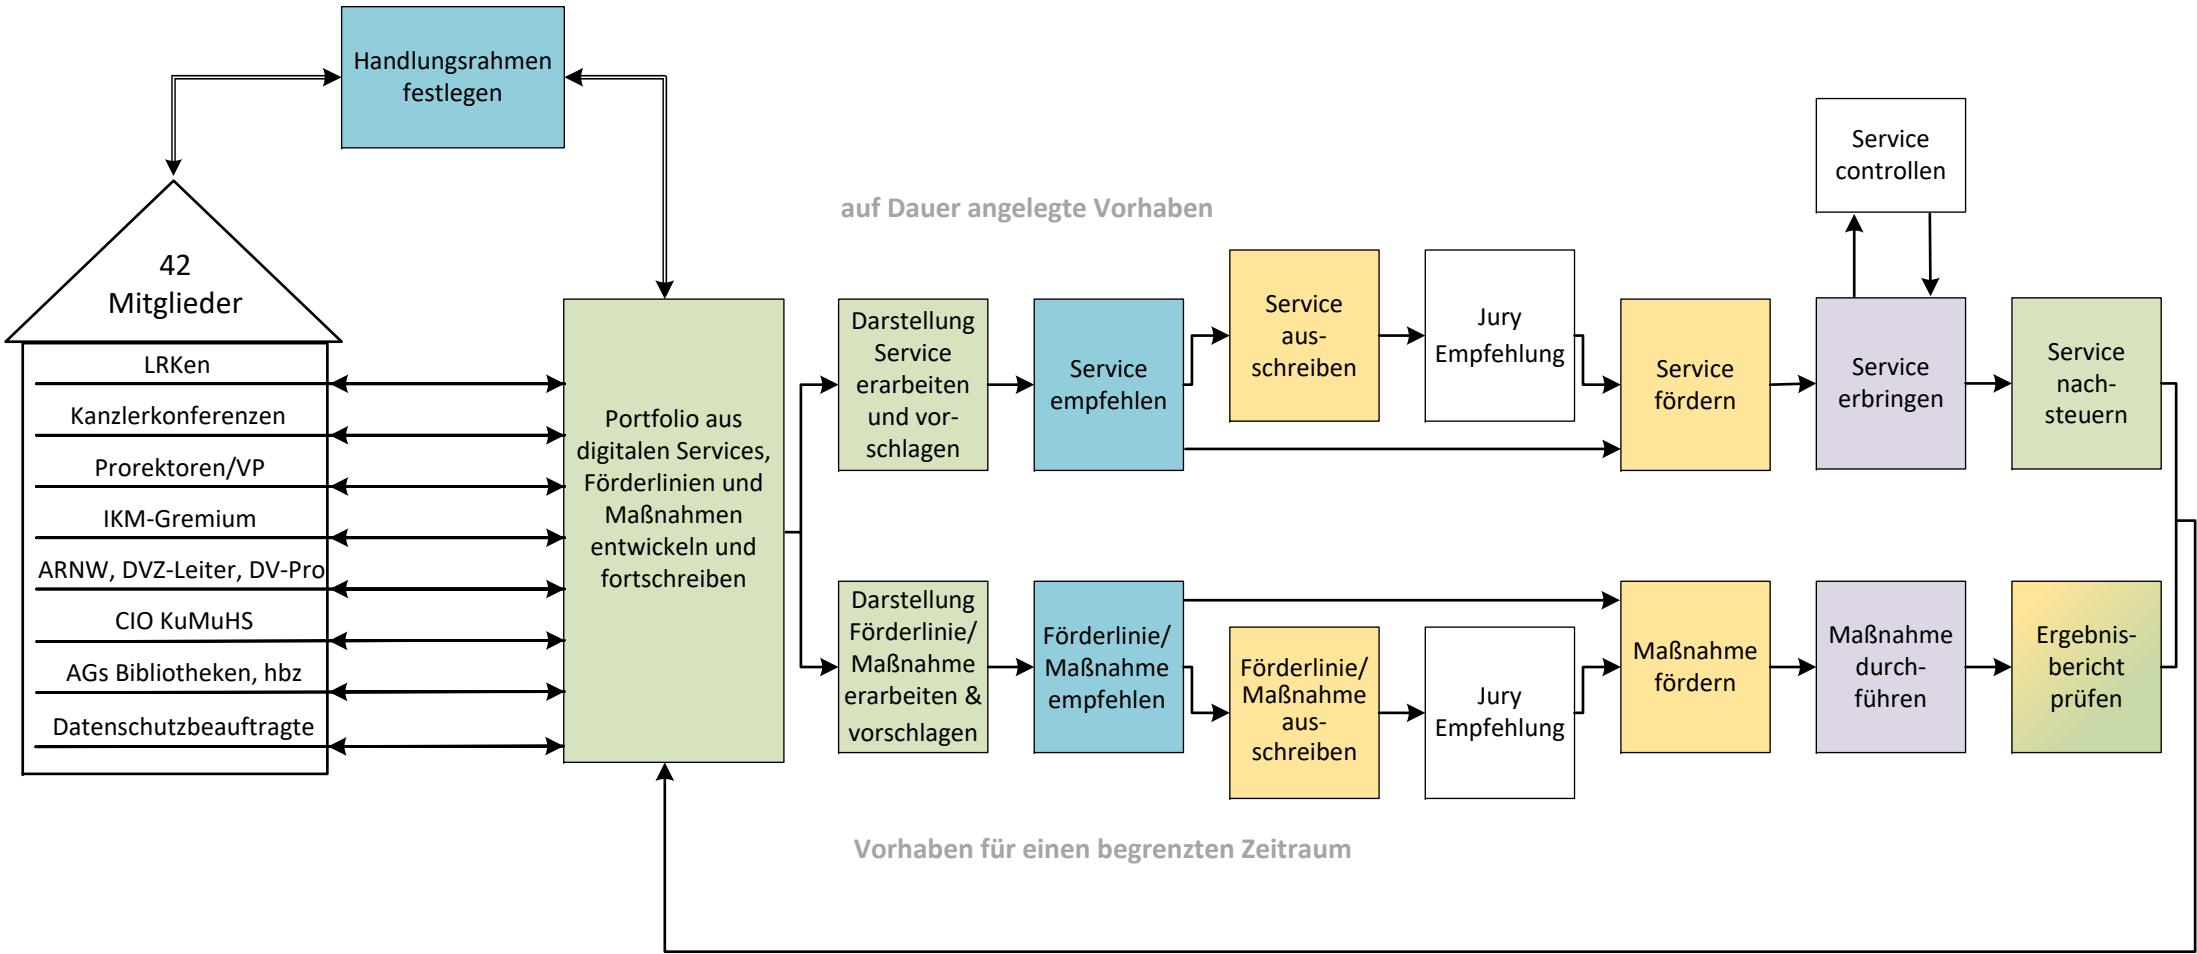 Handlungsrahmen
festlegen
42
Mitglieder
LRKen
Kanzlerkonferenzen
Prorektoren/VP
IKM-Gremium
ARNW, DVZ-Leiter, DV-Pro
CIO KuMuHS
AGs Bibliotheken, hbz
Datenschutzbeauftragte
Portfolio aus
digitalen Services,
Förderlinien und
Maßnahmen
entwickeln und
fortschreiben
auf Dauer angelegte Vorhaben
Darstellung
Service
erarbeiten
und vor-
schlagen
Service
empfehlen
Service
aus-
schreiben
Jury
Empfehlung
Service
fördern
Service
controllen
Service
erbringen
Service
nach-
steuern
Darstellung
Förderlinie/
Maßnahme
erarbeiten &
vorschlagen
Förderlinie/
Maßnahme
empfehlen
Förderlinie/
Maßnahme
aus-
schreiben
Jury
Empfehlung
Maßnahme
fördern
Maßnahme
durch-
führen
Ergebnis-
bericht
prüfen
Vorhaben für einen begrenzten Zeitraum